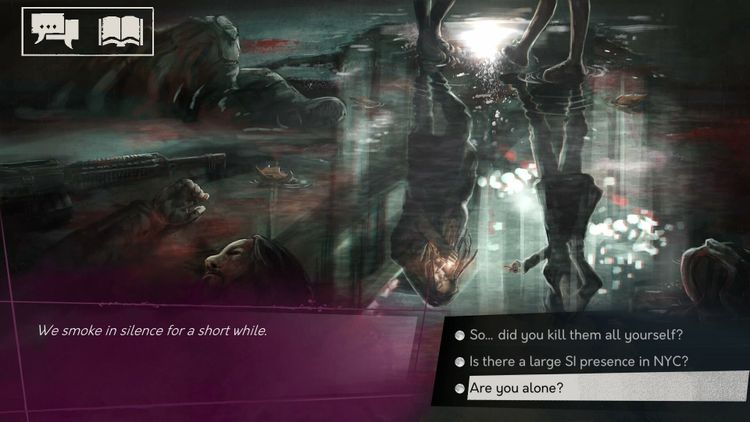 We smoke in silence for a short while.
So... did you kill them all yourself?
Is there a large SI presence in NYC?
Are you alone?